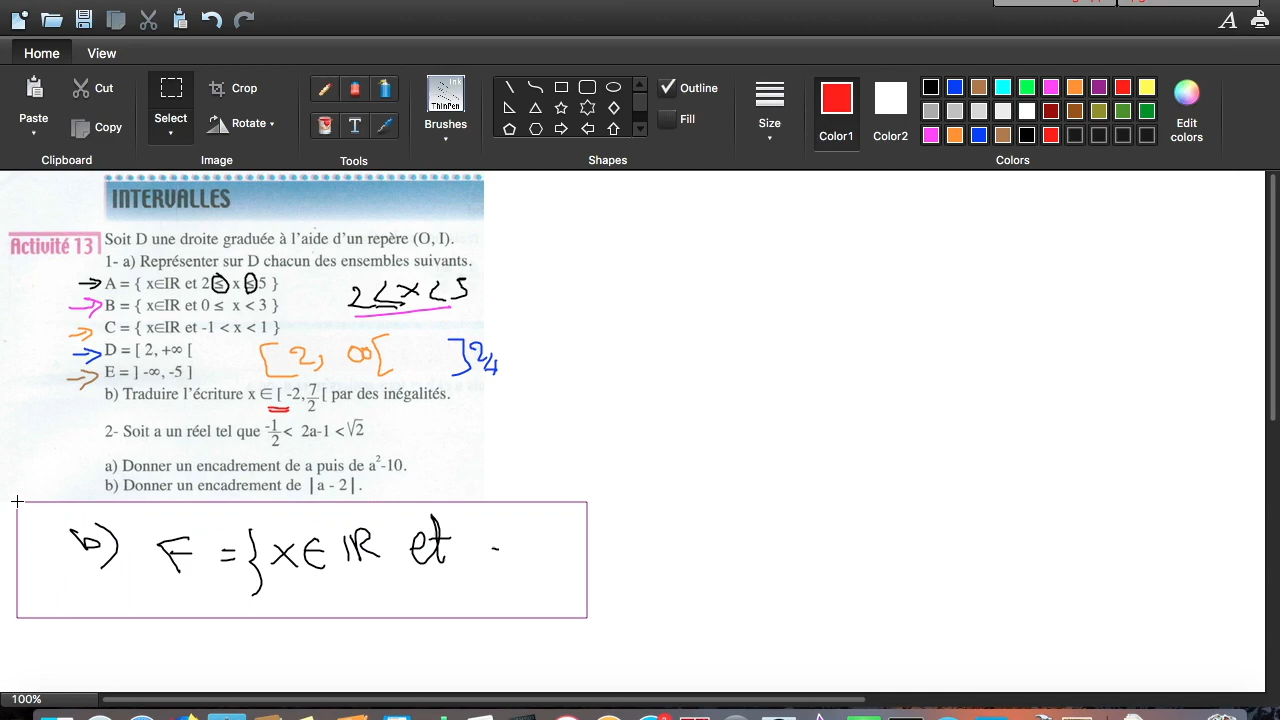 Home View
Cut
Copy
Paste
Clipboard
Select
Crop
Rotate
Image
Tools
Ink
ThinPen
Brushes
Outline
Fill
Shapes
Size
Color1
Color2
Colors
Edit
colors
INTERVALLES
Activité 13
Soit D une droite graduée à l'aide d'un repère (O, I).
1- a) Représenter sur D chacun des ensembles suivants.
A = { x∈IR et 2 ≤ x ≤ 5 }
2 ≤ x < 5
B = { x∈IR et 0 ≤ x < 3 }
C = { x∈IR et -1 < x < 1 }
D = [ 2, +∞ [
[ 2, ∞ [
] 2/4
E = ] -∞, -5 ]
b) Traduire l'écriture x ∈ [ -2, 7/2 [ par des inégalités.
2- Soit a un réel tel que -1/2 < 2a-1 < √2
a) Donner un encadrement de a puis de a²-10.
b) Donner un encadrement de |a - 2|.
b) F = { x ∈ IR et -
100%